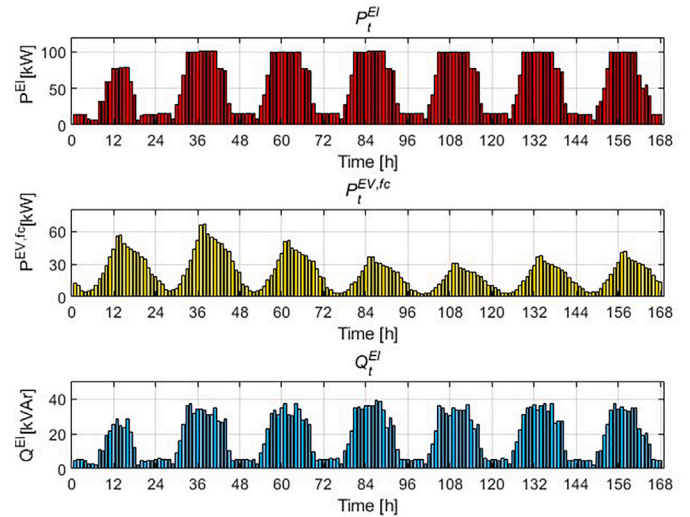 P_t^{El}
P^{El}[kW]
100
50
0
0 12 24 36 48 60 72 84 96 108 120 132 144 156 168
Time [h]
P_t^{EV,fc}
P^{EV,fc}[kW]
60
30
0
0 12 24 36 48 60 72 84 96 108 120 132 144 156 168
Time [h]
Q_t^{El}
Q^{El}[kVAr]
40
20
0
0 12 24 36 48 60 72 84 96 108 120 132 144 156 168
Time [h]